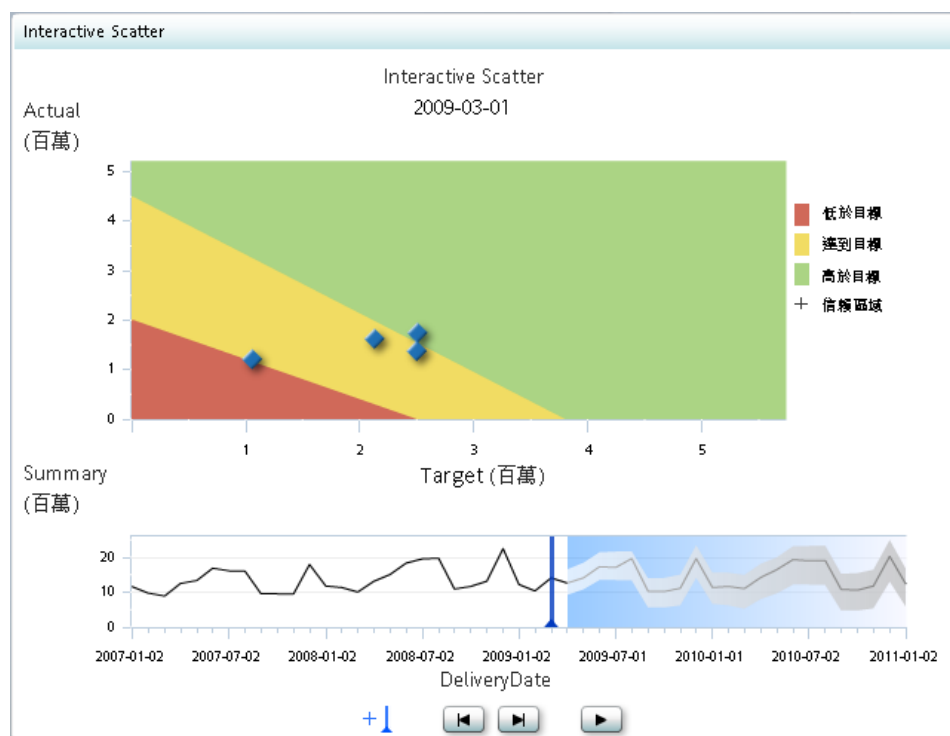 Interactive Scatter
Interactive Scatter
2009-03-01
Actual
(百萬)
5
4
3
2
1
0
1 2 3 4 5
Target (百萬)
低於目標
達到目標
高於目標
信賴區域
Summary
(百萬)
20
10
0
2007-01-02 2007-07-02 2008-01-02 2008-07-02 2009-01-02 2009-07-01 2010-01-01 2010-07-02 2011-01-02
DeliveryDate